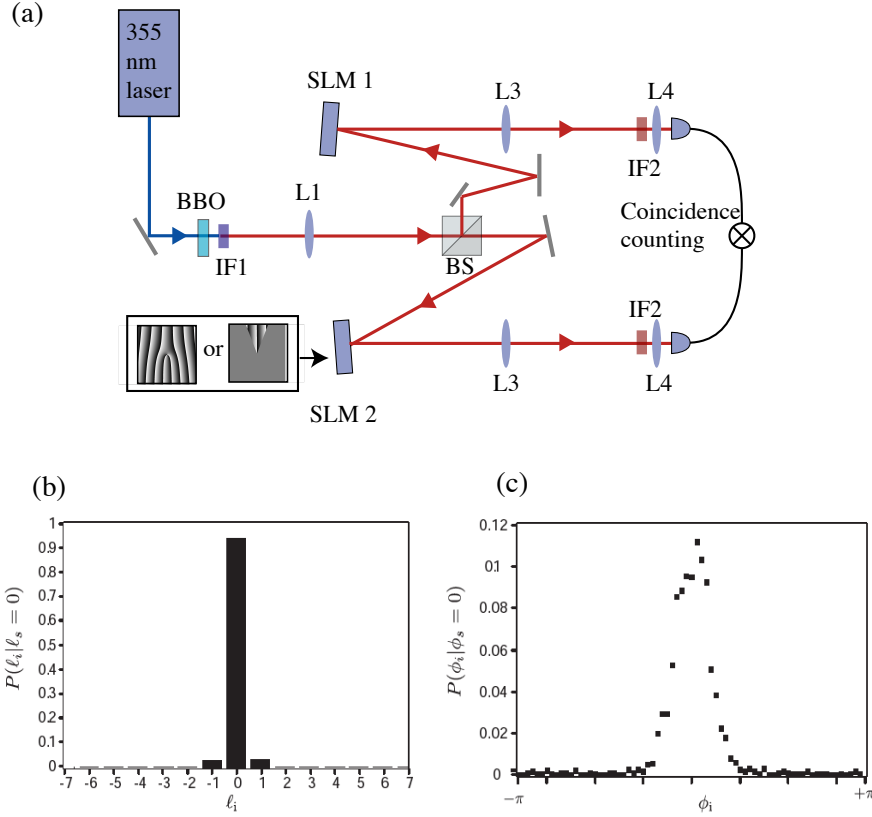 (a)
355
nm
laser
SLM 1
L3
L4
IF2
BBO
L1
IF1
BS
Coincidence
counting
or
IF2
L3
L4
SLM 2
(b)
1
0.9
0.8
0.7
0.6
0.5
0.4
0.3
0.2
0.1
0
P(ℓi|ℓs = 0)
-7 -6 -5 -4 -3 -2 -1 0 1 2 3 4 5 6 7
ℓi
(c)
0.12
01
0.08
0.06
0.04
0.02
0
P(ϕi|ϕs = 0)
−π
ϕi
+π